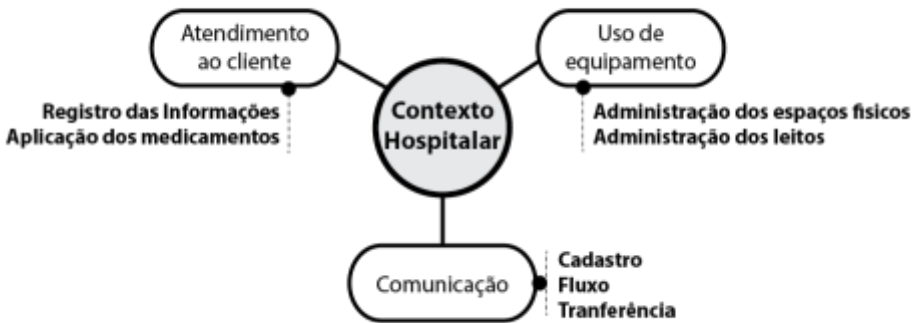 Atendimento
ao cliente
Uso de
equipamento
Registro das Informações
Aplicação dos medicamentos
Contexto
Hospitalar
Administração dos espaços fisicos
Administração dos leitos
Comunicação
Cadastro
Fluxo
Tranferência